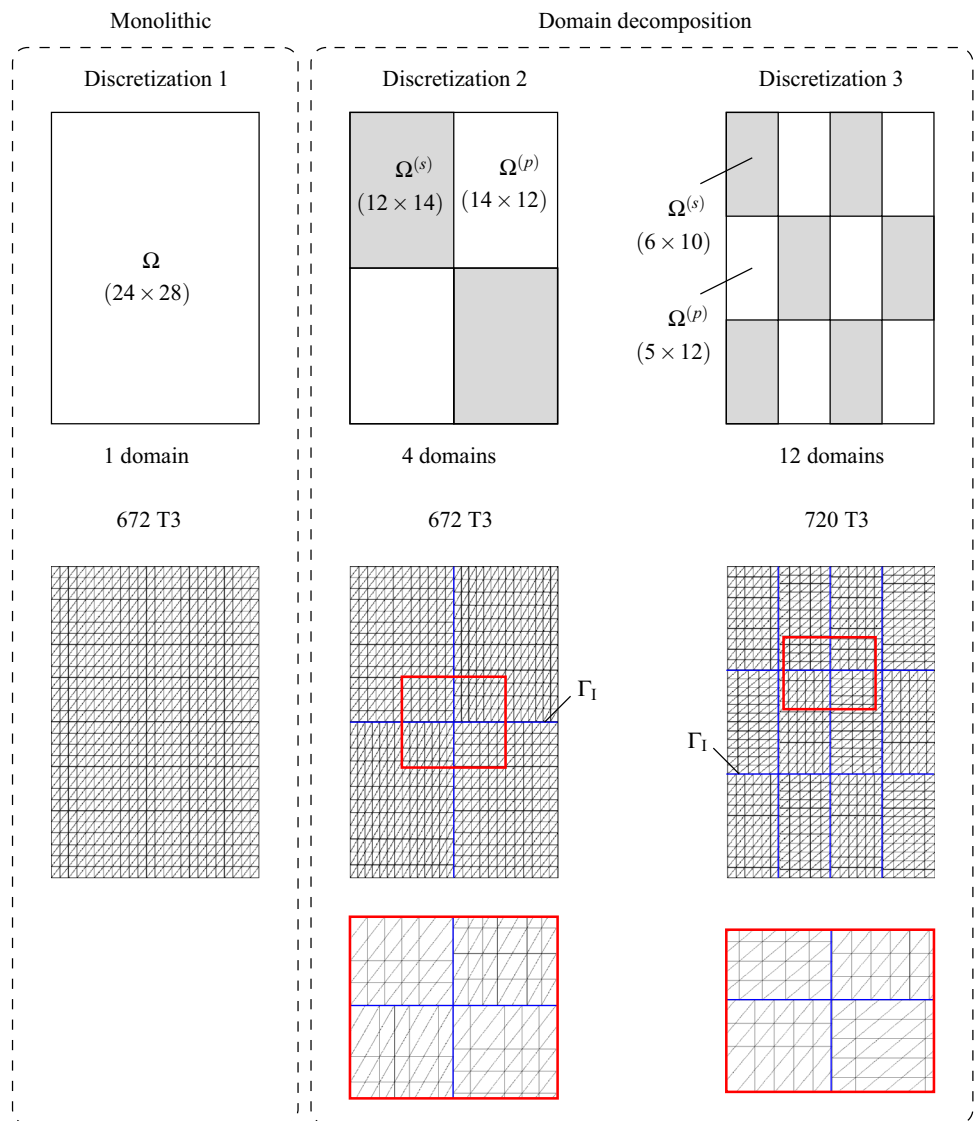 Monolithic
Domain decomposition
Discretization 1
Discretization 2
Discretization 3
Ω
(24 × 28)
Ω(s)
(12 × 14)
Ω(p)
(14 × 12)
Ω(s)
(6 × 10)
Ω(p)
(5 × 12)
1 domain
4 domains
12 domains
672 T3
672 T3
720 T3
ΓI
ΓI